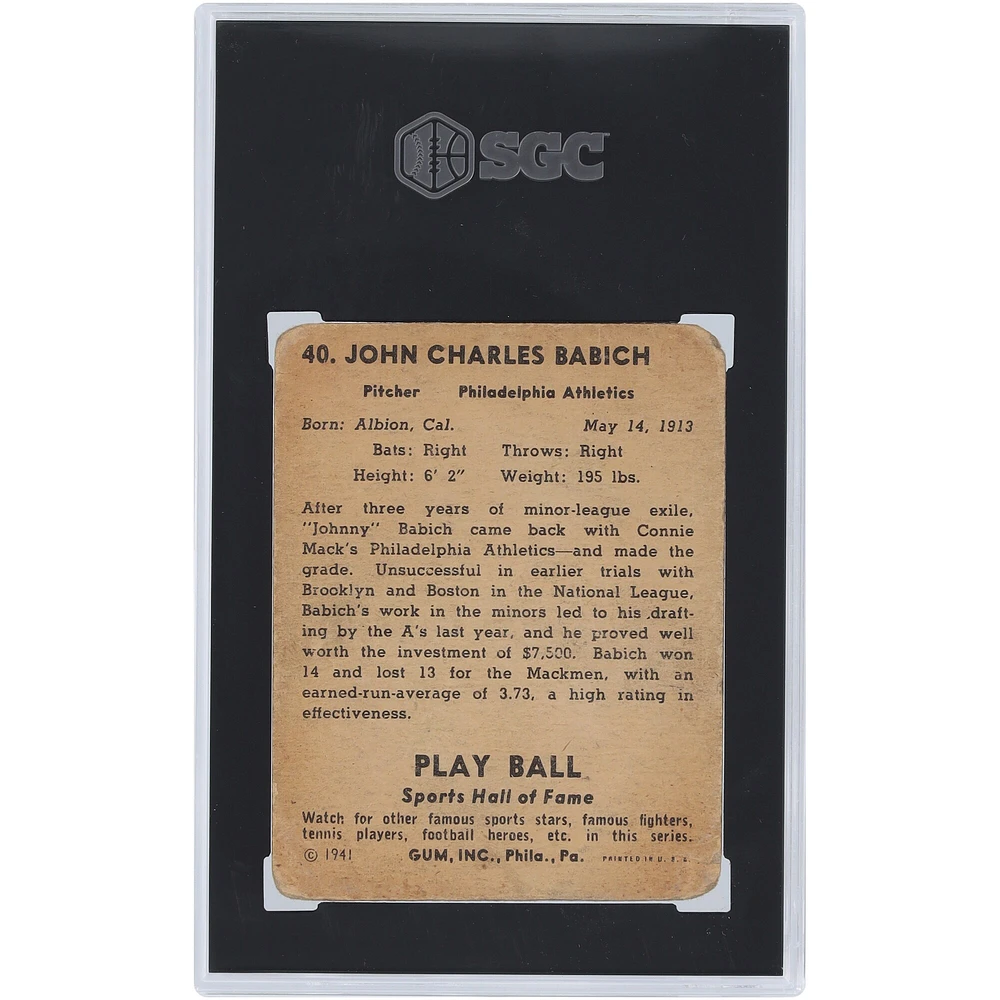 SGC
40. JOHN CHARLES BABICH
Pitcher Philadelphia Athletics
Born: Albion, Cal. May 14, 1913
Bats: Right Throws: Right
Height: 6' 2" Weight: 195 lbs.
After three years of minor-league exile,
"Johnny" Babich came back with Connie
Mack's Philadelphia Athletics—and made the
grade. Unsuccessful in earlier trials with
Brooklyn and Boston in the National League,
Babich's work in the minors led to his draft-
ing by the A's last year, and he proved well
worth the investment of $7,500. Babich won
14 and lost 13 for the Mackmen, with an
earned-run-average of 3.73, a high rating in
effectiveness.
PLAY BALL
Sports Hall of Fame
Watch for other famous sports stars, famous fighters,
tennis players, football heroes, etc. in this series.
© 1941 GUM, INC., Phila., Pa. PRINTED IN U. S. A.